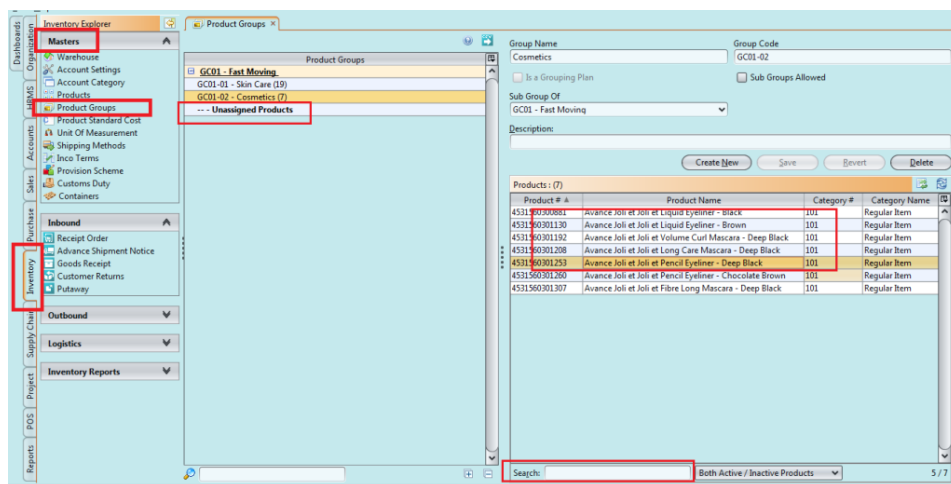 Dashboards
Organization
HRMS
Accounts
Sales
Purchase
Inventory
Supply Chain
Project
POS
Reports
Inventory Explorer
Masters
Warehouse
Account Settings
Account Category
Products
Product Groups
Product Standard Cost
Unit Of Measurement
Shipping Methods
Inco Terms
Provision Scheme
Customs Duty
Containers
Inbound
Receipt Order
Advance Shipment Notice
Goods Receipt
Customer Returns
Putaway
Outbound
Logistics
Inventory Reports
Product Groups ×
Product Groups
GC01 - Fast Moving
GC01-01 - Skin Care (19)
GC01-02 - Cosmetics (7)
-- - Unassigned Products
Group Name Group Code
Cosmetics GC01-02
Is a Grouping Plan Sub Groups Allowed
Sub Group Of
GC01 - Fast Moving
Description:
Create New Save Revert Delete
Products : (7)
Product # Product Name Category # Category Name
4531560300881 Avance Joli et Joli et Liquid Eyeliner - Black 101 Regular Item
4531560301130 Avance Joli et Joli et Liquid Eyeliner - Brown 101 Regular Item
4531560301192 Avance Joli et Joli et Volume Curl Mascara - Deep Black 101 Regular Item
4531560301208 Avance Joli et Joli et Long Care Mascara - Deep Black 101 Regular Item
4531560301253 Avance Joli et Joli et Pencil Eyeliner - Deep Black 101 Regular Item
4531560301260 Avance Joli et Joli et Pencil Eyeliner - Chocolate Brown 101 Regular Item
4531560301307 Avance Joli et Joli et Fibre Long Mascara - Deep Black 101 Regular Item
Search: Both Active / Inactive Products 5 / 7